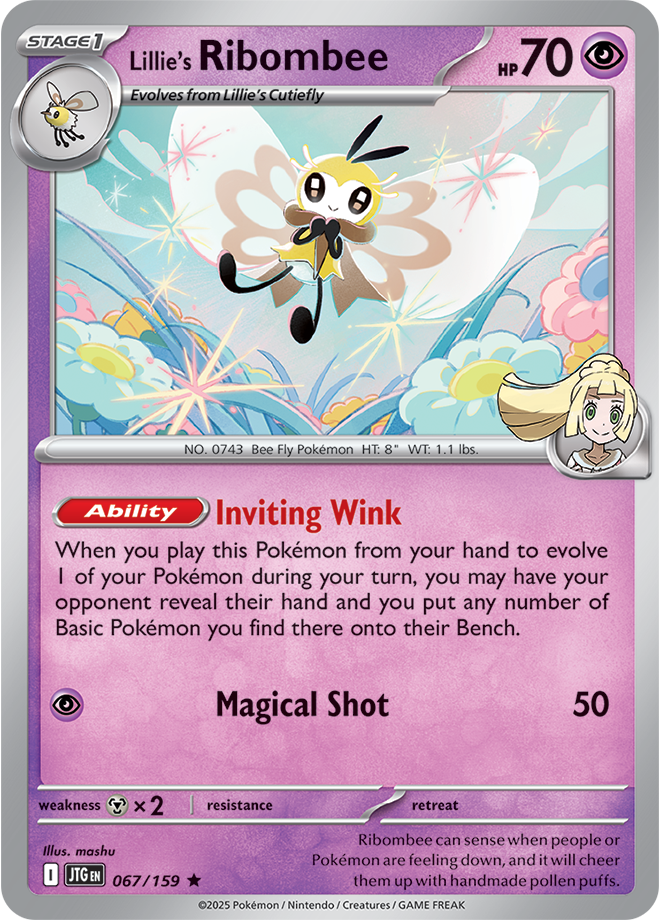 STAGE 1
Lillie's Ribombee HP 70
Evolves from Lillie's Cutiefly
NO. 0743 Bee Fly Pokémon HT: 8" WT: 1.1 lbs.
Ability Inviting Wink
When you play this Pokémon from your hand to evolve
1 of your Pokémon during your turn, you may have your
opponent reveal their hand and you put any number of
Basic Pokémon you find there onto their Bench.
Magical Shot 50
weakness ×2 resistance retreat
Illus. mashu
Ribombee can sense when people or
Pokémon are feeling down, and it will cheer
them up with handmade pollen puffs.
I JTG EN 067/159 ★
©2025 Pokémon / Nintendo / Creatures / GAME FREAK